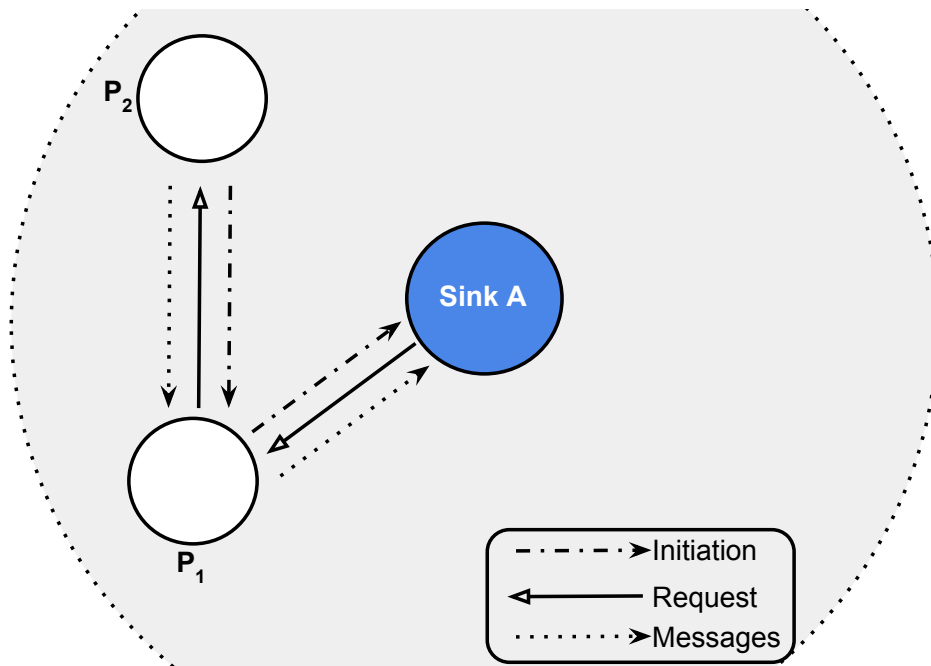 P2
Sink A
P1
Initiation
Request
Messages